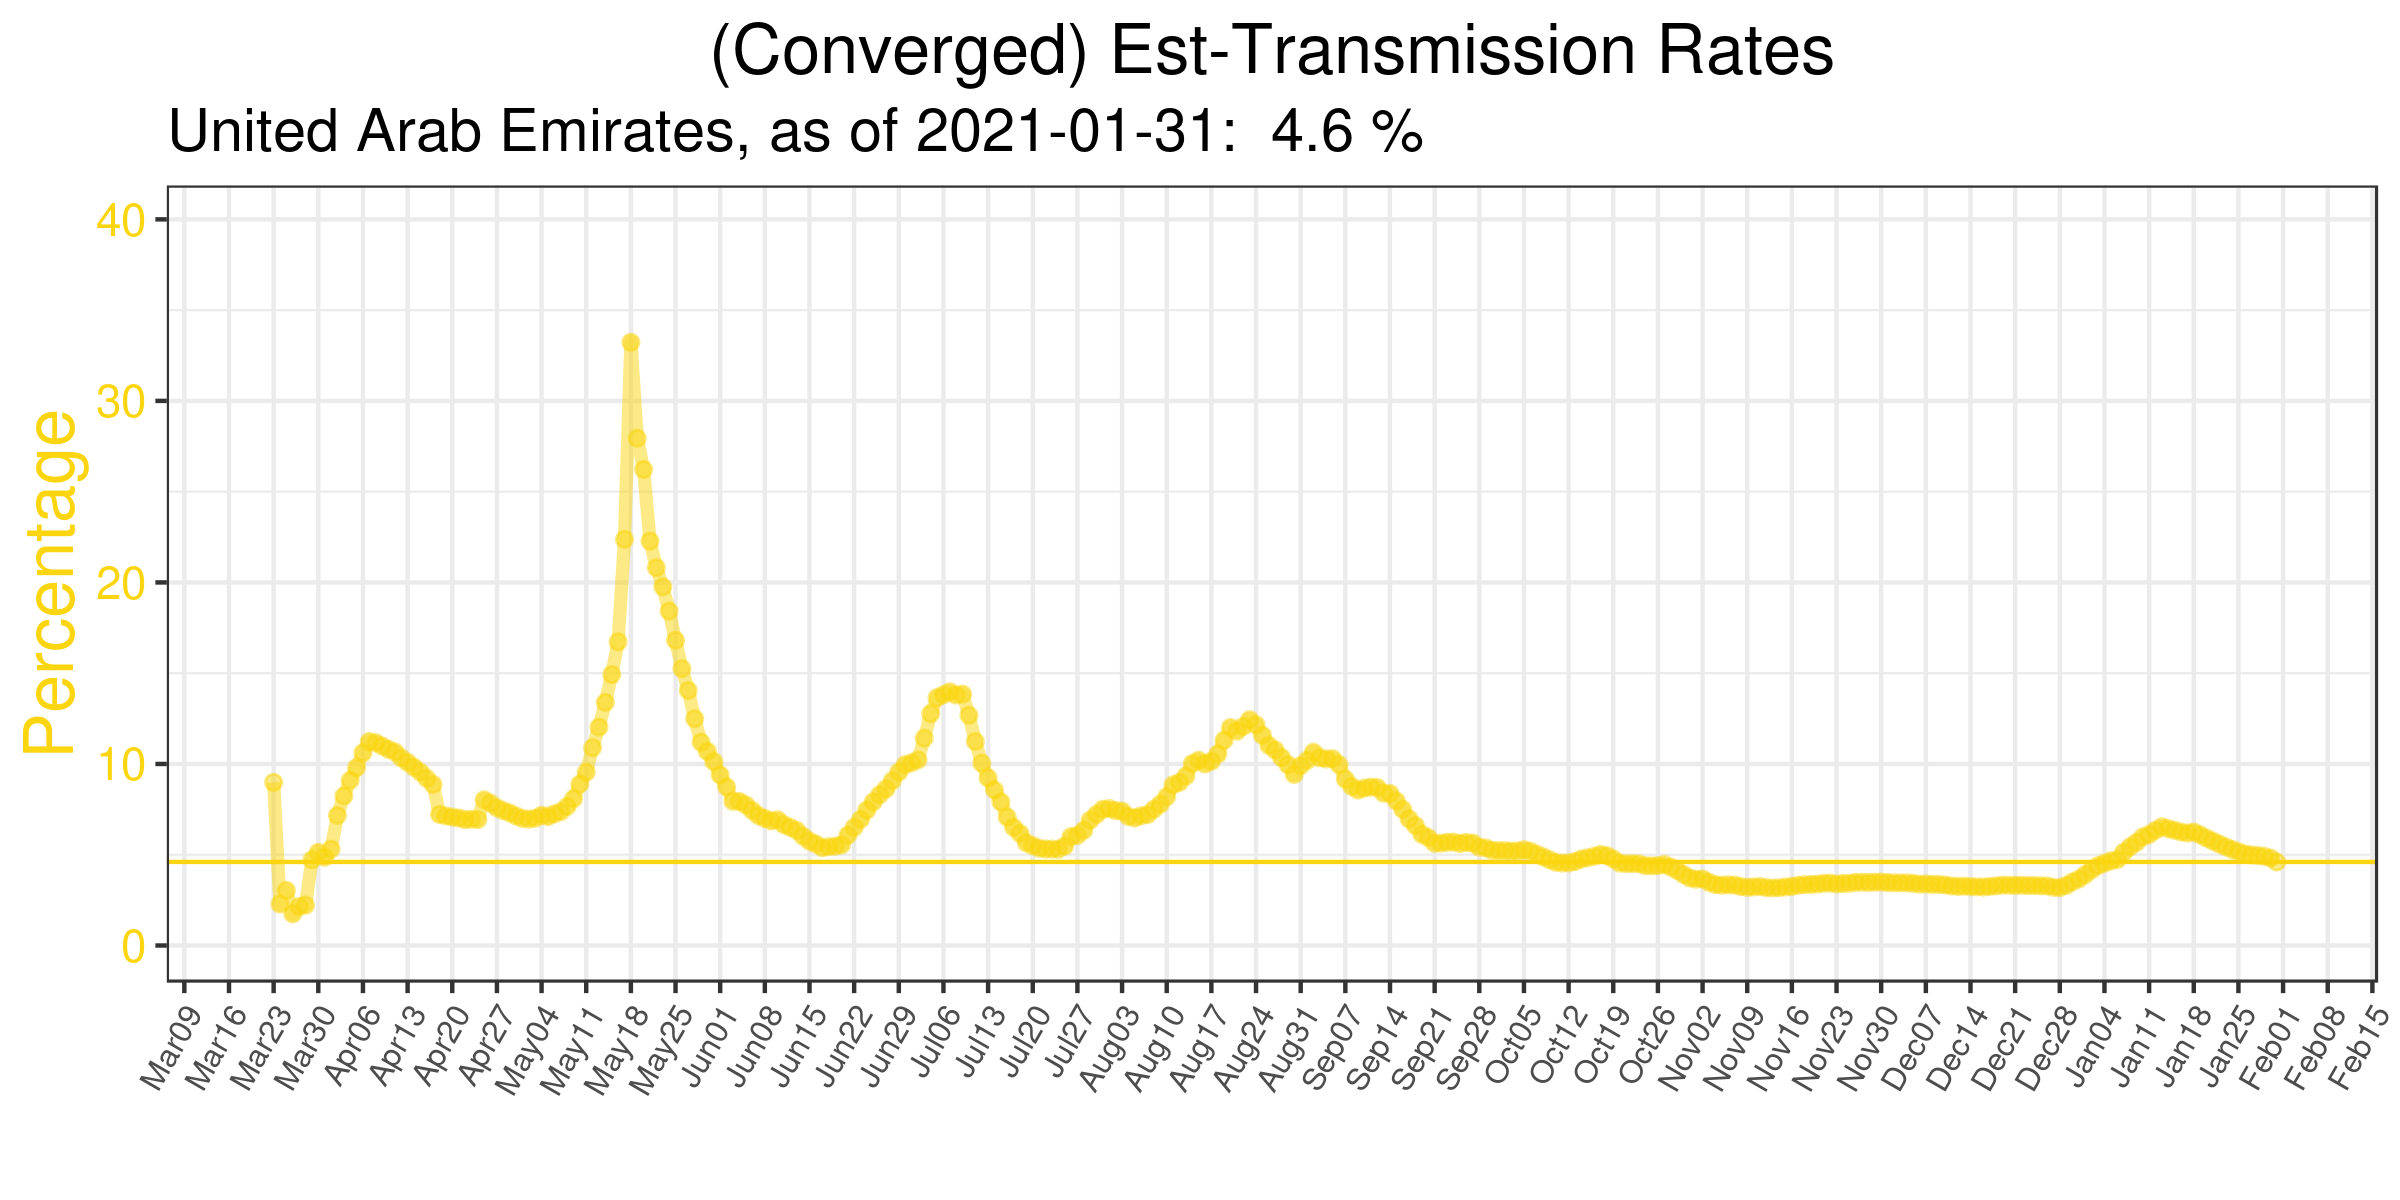 (Converged) Est-Transmission Rates
United Arab Emirates, as of 2021-01-31:  4.6 %
Percentage
40
30
20
10
0
Mar09
Mar16
Mar23
Mar30
Apr06
Apr13
Apr20
Apr27
May04
May11
May18
May25
Jun01
Jun08
Jun15
Jun22
Jun29
Jul06
Jul13
Jul20
Jul27
Aug03
Aug10
Aug17
Aug24
Aug31
Sep07
Sep14
Sep21
Sep28
Oct05
Oct12
Oct19
Oct26
Nov02
Nov09
Nov16
Nov23
Nov30
Dec07
Dec14
Dec21
Dec28
Jan04
Jan11
Jan18
Jan25
Feb01
Feb08
Feb15